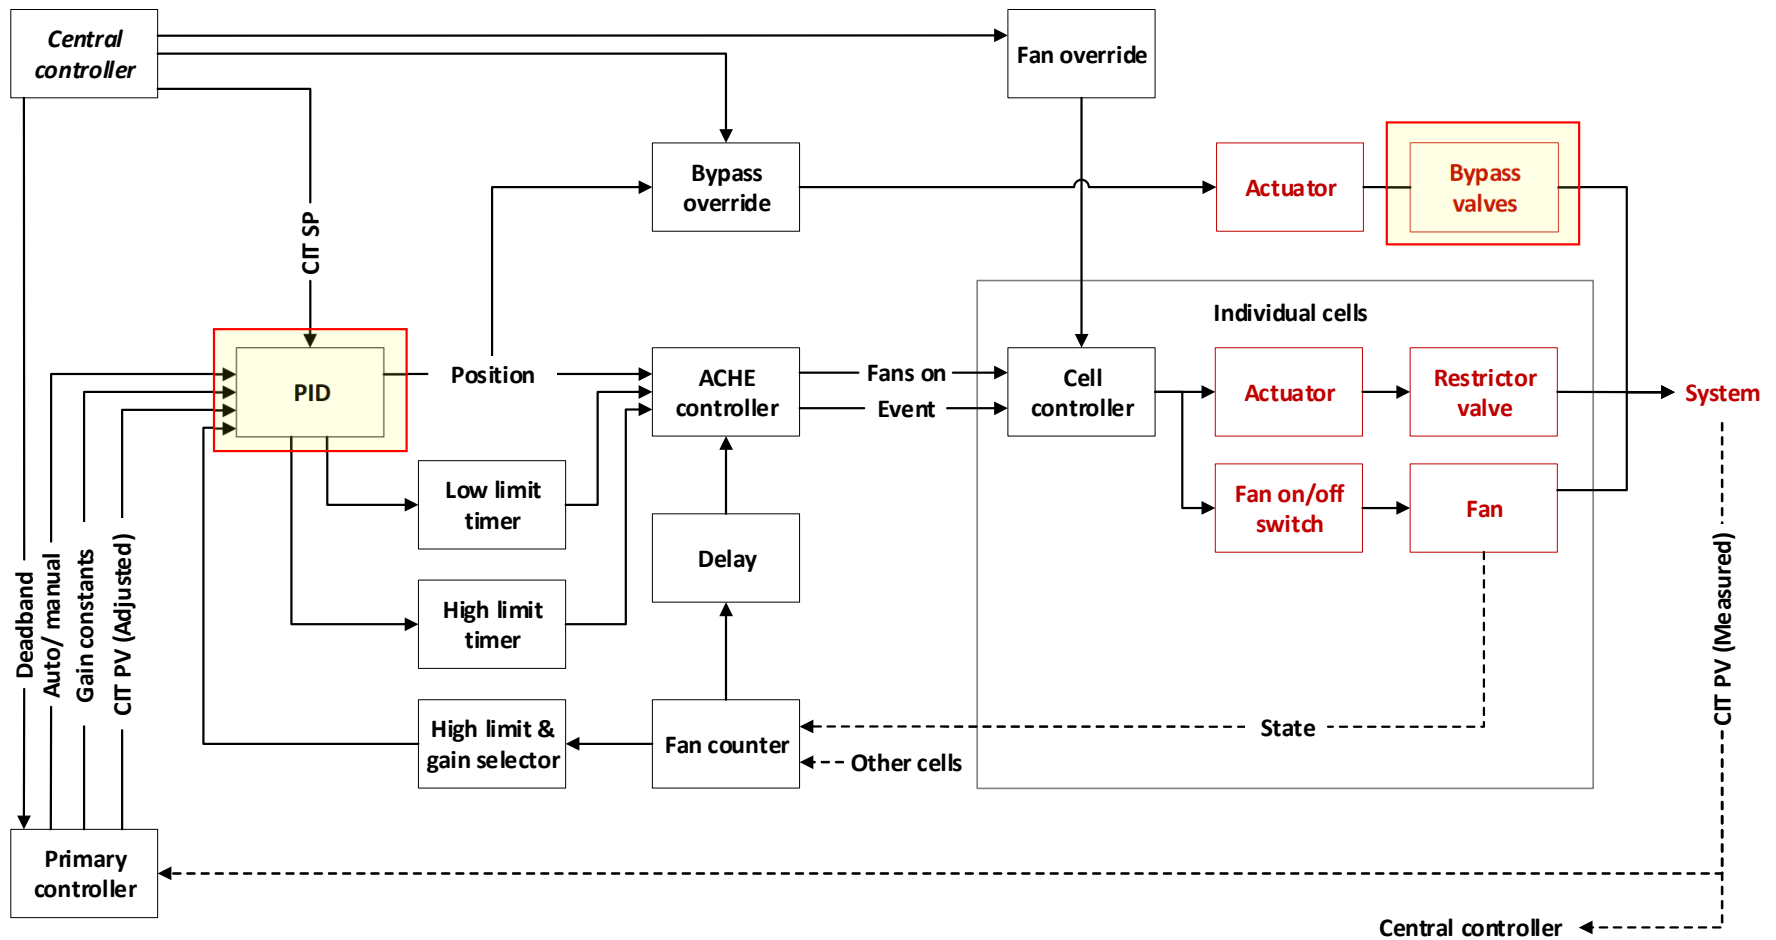 Central
controller
Fan override
Bypass
override
Actuator
Bypass
valves
CIT SP
Individual cells
PID
Position
ACHE
controller
Fans on
Event
Cell
controller
Actuator
Restrictor
valve
System
Low limit
timer
Fan on/off
switch
Fan
Delay
High limit
timer
Deadband
Auto/ manual
Gain constants
CIT PV (Adjusted)
CIT PV (Measured)
High limit &
gain selector
Fan counter
State
Other cells
Primary
controller
Central controller